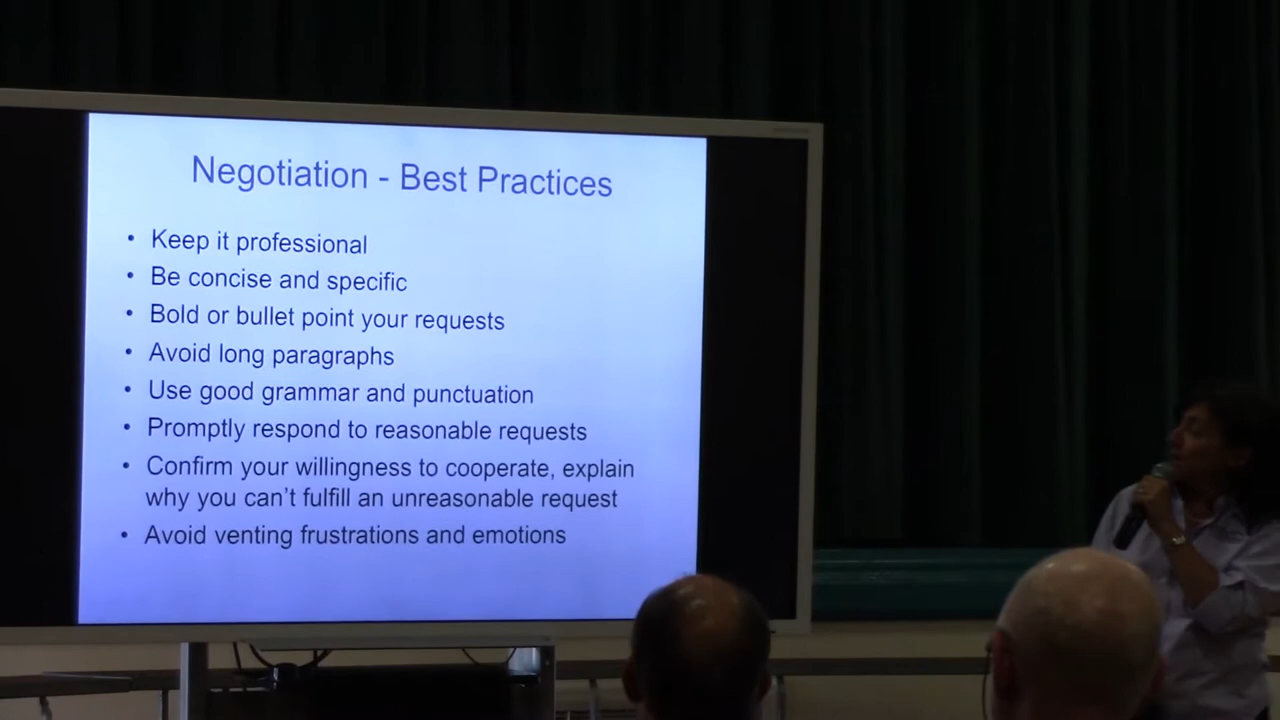 Negotiation - Best Practices
• Keep it professional
• Be concise and specific
• Bold or bullet point your requests
• Avoid long paragraphs
• Use good grammar and punctuation
• Promptly respond to reasonable requests
• Confirm your willingness to cooperate, explain
why you can't fulfill an unreasonable request
• Avoid venting frustrations and emotions